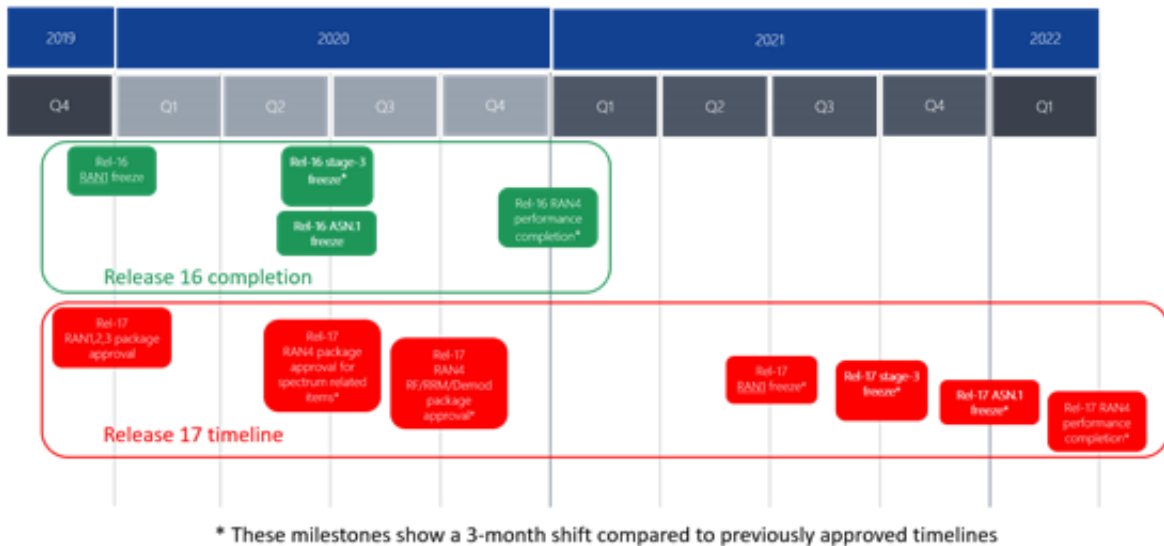 2019 2020 2021 2022
Q4 Q1 Q2 Q3 Q4 Q1 Q2 Q3 Q4 Q1
Rel-16
RAN1 freeze
Rel-16 stage-3
freeze*
Rel-16 ASN.1
freeze
Rel-16 RAN4
performance
completion*
Release 16 completion
Rel-17
RAN1,2,3 package
approval
Rel-17
RAN4 package
approval for
spectrum related
items*
Rel-17
RAN4
RF/RRM/Demod
package
approval*
Rel-17
RAN1 freeze*
Rel-17 stage-3
freeze*
Rel-17 ASN.1
freeze*
Rel-17 RAN4
performance
completion*
Release 17 timeline
* These milestones show a 3-month shift compared to previously approved timelines